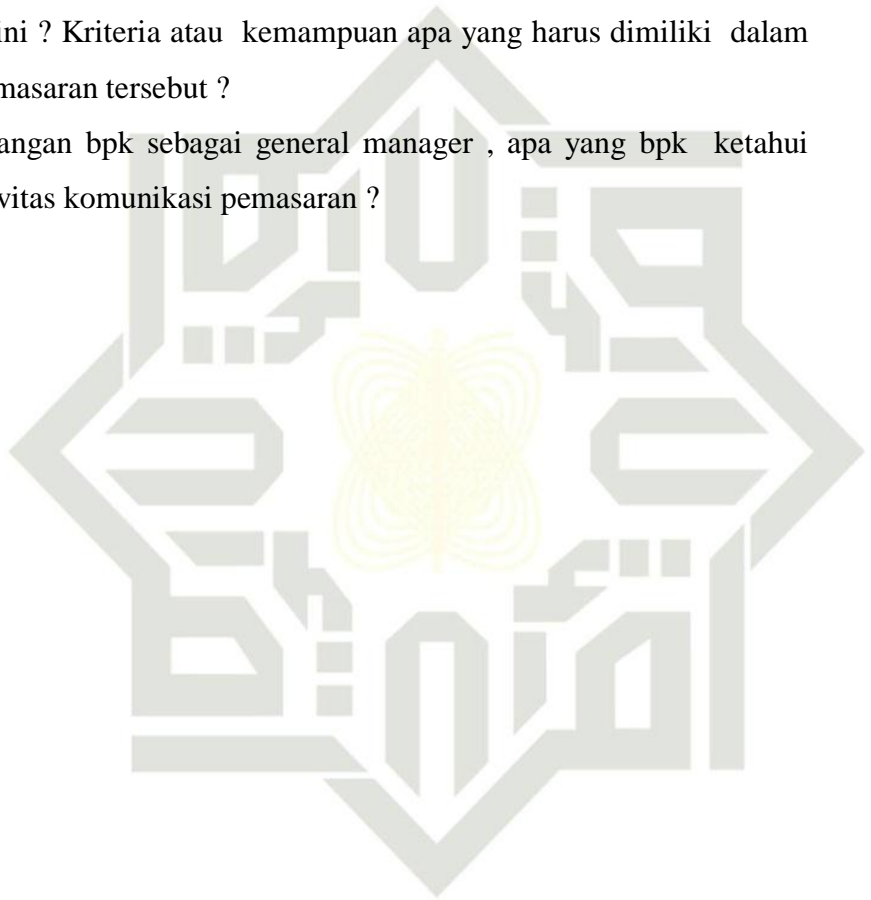 ini ? Kriteria atau kemampuan apa yang harus dimiliki dalam
masaran tersebut ?
angan bpk sebagai general manager , apa yang bpk ketahui
vitas komunikasi pemasaran ?